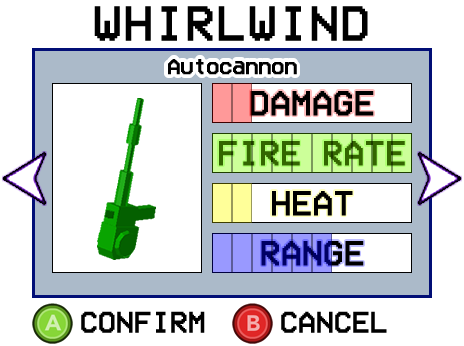 WHIRLWIND
Autocannon
DAMAGE
FIRE RATE
HEAT
RANGE
A CONFIRM B CANCEL